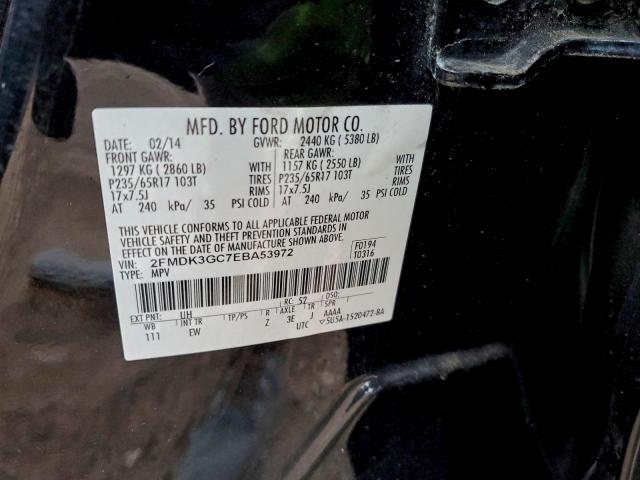 MFD. BY FORD MOTOR CO.
DATE: 02/14 GVWR: 2440 KG ( 5380 LB)
FRONT GAWR: REAR GAWR:
1297 KG ( 2860 LB) WITH 1157 KG ( 2550 LB) WITH
P235/65R17 103T TIRES P235/65R17 103T TIRES
17x7.5J RIMS 17x7.5J RIMS
AT 240 kPa/ 35 PSI COLD AT 240 kPa/ 35 PSI COLD
THIS VEHICLE CONFORMS TO ALL APPLICABLE FEDERAL MOTOR
VEHICLE SAFETY AND THEFT PREVENTION STANDARDS IN
EFFECT ON THE DATE OF MANUFACTURE SHOWN ABOVE.
VIN: 2FMDK3GC7EBA53972 F0194
TYPE: MPV T0316
EXT PNT: UH RC: 52 DSO:
WB INT TR TP/PS R AXLE TR SPR
111 EW Z 3E J AAAA
UTC 5U5A-1520472-BA